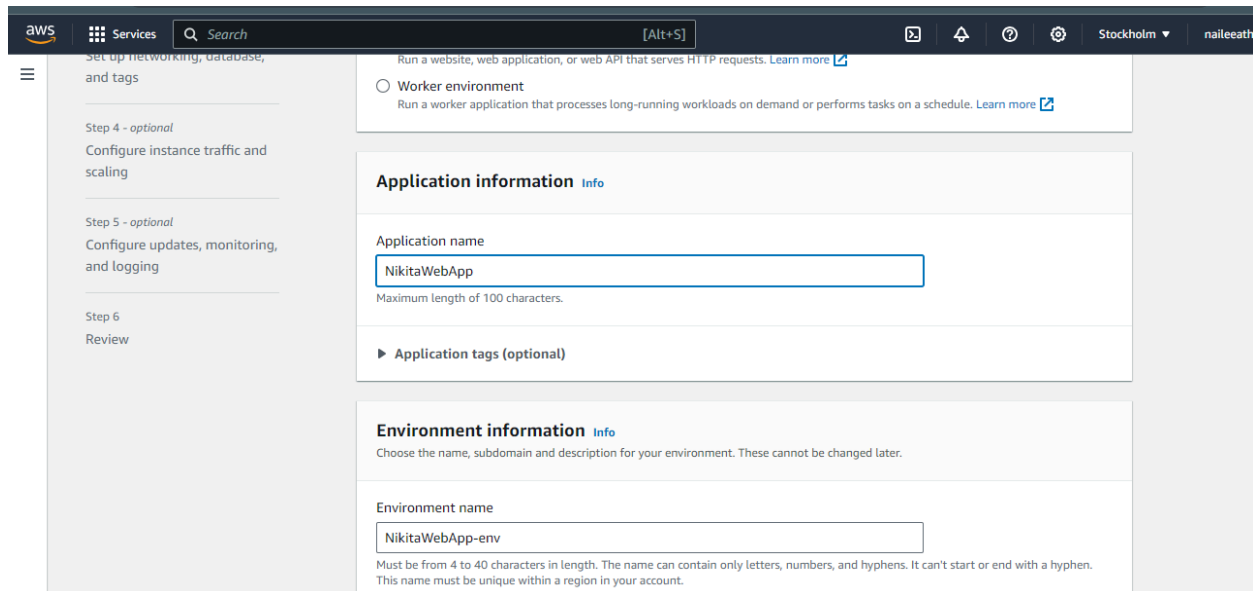 aws
Services
Search
[Alt+S]
Stockholm ▼
naileeath
Set up networking, database,
and tags
Step 4 - optional
Configure instance traffic and
scaling
Step 5 - optional
Configure updates, monitoring,
and logging
Step 6
Review
Run a website, web application, or web API that serves HTTP requests. Learn more
Worker environment
Run a worker application that processes long-running workloads on demand or performs tasks on a schedule. Learn more
Application information Info
Application name
NikitaWebApp
Maximum length of 100 characters.
Application tags (optional)
Environment information Info
Choose the name, subdomain and description for your environment. These cannot be changed later.
Environment name
NikitaWebApp-env
Must be from 4 to 40 characters in length. The name can contain only letters, numbers, and hyphens. It can't start or end with a hyphen.
This name must be unique within a region in your account.